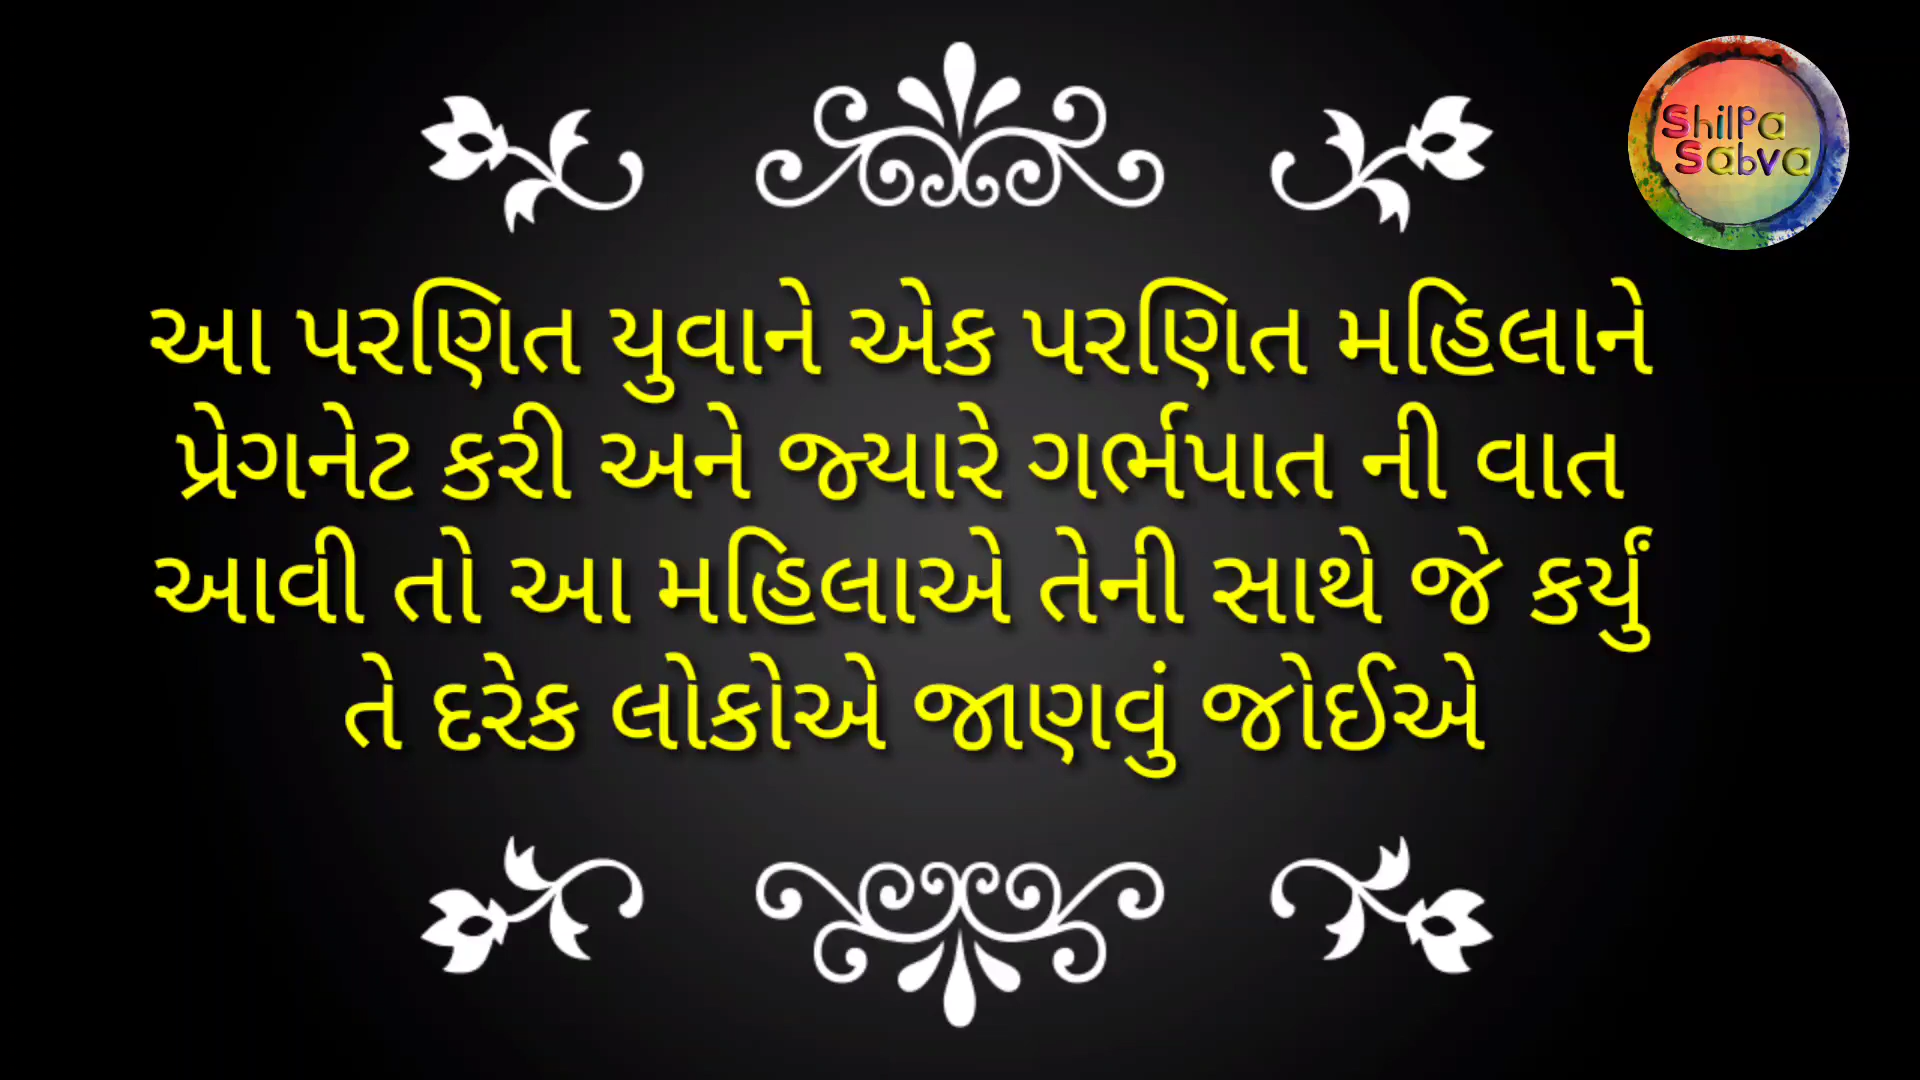 Shilpa
Sabva
આ પરણિત યુવાને એક પરણિત મહિલાને
પ્રેગનેટ કરી અને જ્યારે ગર્ભપાત ની વાત
આવી તો આ મહિલાએ તેની સાથે જે કર્યું
તે દરેક લોકોએ જાણવું જોઈએ